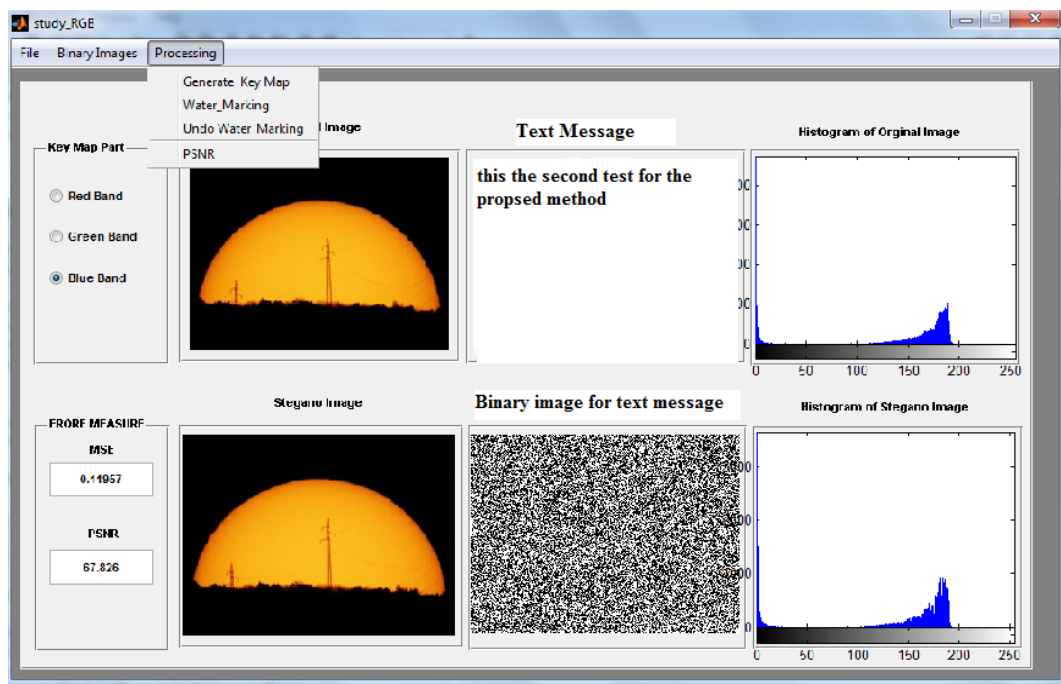 study_RGB
File Binary Images Processing
Generate Key Map
Water_Marking
Undo Water Marking
PSNR
Image
Text Message
Histogram of Orginal Image
Key Map Part
Red Band
Green Band
Blue Band
this the second test for the
propsed method
0 50 100 150 200 250
Stegano Image
Binary image for text message
Histogram of Stegano Image
ERORR MEASURE
MSE
0.11957
PSNR
67.826
0 50 100 150 200 250